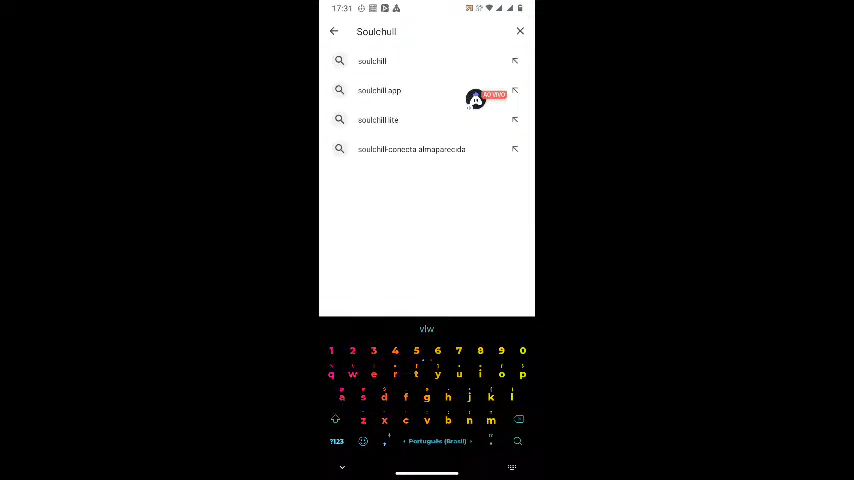 17:31
Soulchull
soulchill
soulchill app
AO VIVO
soulchill lite
soulchill-conecta almaparecida
vlw
1 2 3 4 5 6 7 8 9 0
q w e r t y u i o p
a s d f g h j k l
z x c v b n m
?123 Português (Brasil)